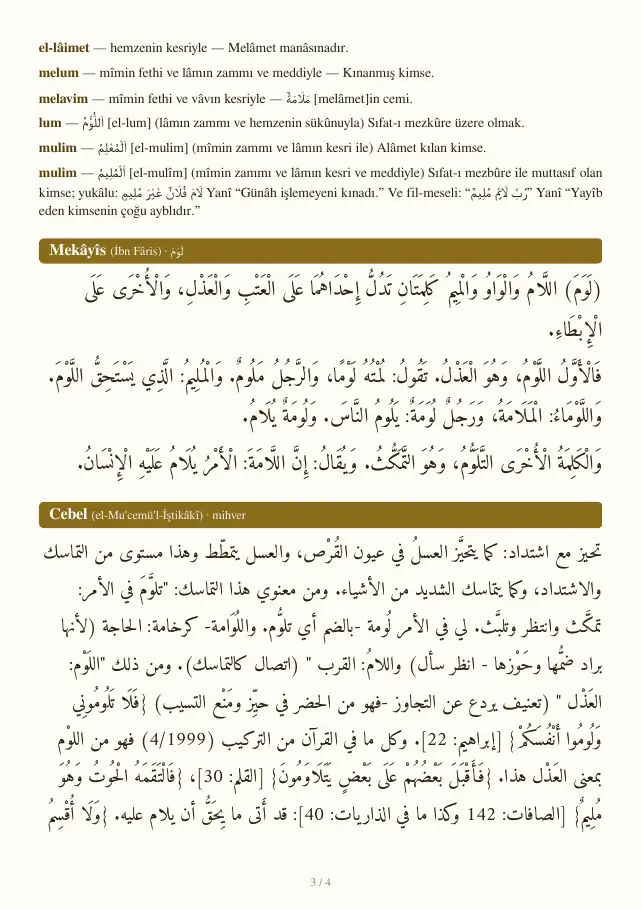 el-lâimet — hemzenin kesriyle — Melâmet manâsınadır.
melum — mîmin fethi ve lâmın zammı ve meddiyle — Kınanmış kimse.
melavim — mîmin fethi ve vâvın kesriyle — مَلَامَةٌ [melâmet]in cemi.
lum — اَللُّؤْمُ [el-lum] (lâmın zammı ve hemzenin sükûnuyla) Sıfat-ı mezkûre üzere olmak.
mulim — اَلْمُعْلِمُ [el-mulim] (mîmin zammı ve lâmın kesri ile) Alâmet kılan kimse.
mulim — اَلْمُلِيمُ [el-mulîm] (mîmin zammı ve lâmın kesri ve meddiyle) Sıfat-ı mezbûre ile muttasıf olan
kimse; yukâlu: لَامَ فُلَانٌ غَيْرَ مُلِيمٍ Yanî “Günâh işlemeyeni kınadı.” Ve fil-meseli: “رُبَّ لَائِمٍ مُلِيمٌ” Yanî “Yayîb
eden kimsenin çoğu ayblıdır.”
Mekâyîs (İbn Fâris) · لَوَمَ
(لَوَمَ) اللَّامُ وَالْوَاوُ وَالْمِيمُ كَلِمَتَانِ تَدُلُّ إِحْدَاهُمَا عَلَى الْعَتْبِ وَالْعَذْلِ، وَالْأُخْرَى عَلَى
الْإِبْطَاءِ.
فَالْأَوَّلُ اللَّوْمُ، وَهُوَ الْعَذْلُ. تَقُولُ: لُمْتُهُ لَوْمًا، وَالرَّجُلُ مَلُومٌ. وَالْمُلِيمُ: الَّذِي يَسْتَحِقُّ اللَّوْمَ.
وَاللَّوْمَاءُ: الْمَلَامَةُ، وَرَجُلٌ لُوَمَةٌ: يَلُومُ النَّاسَ. وَلُومَةٌ يُلَامُ.
وَالْكَلِمَةُ الْأُخْرَى التَّلَوُّمُ، وَهُوَ التَّمَكُّثُ. وَيُقَالُ: إِنَّ اللَّامَةَ: الْأَمْرُ يُلَامُ عَلَيْهِ الْإِنْسَانُ.
Cebel (el-Mu'cemü'l-İştikâkî) · mihver
تحيز مع اشتداد: كما يتحيَّز العسلُ في عيون القُرْص، والعسل يتمطّط وهذا مستوى من التماسك
والاشتداد، وكما يتماسك الشديد من الأشياء. ومن معنوي هذا التماسك: "تلوَّمَ في الأمر:
تمكَّث وانتظر وتلبَّث. لي في الأمر لُومة -بالضم أي تلوُّم. واللُوَامة- كرخامة: الحاجة (لأنها
يراد ضمُّها وحَوْزها - انظر سأل) واللامُ: القرب " (اتصال كالتماسك). ومن ذلك "اللَوْم:
العَذْل " (تعنيف يردع عن التجاوز -فهو من الحضر في حيِّز ومَنْع التسيب) {فَلَا تَلُومُونِي
وَلُومُوا أَنْفُسَكُمْ} [إبراهيم: 22]. وكل ما في القرآن من التركيب (4/1999) فهو من اللوْم
بمعنى العَذْل هذا. {فَأَقْبَلَ بَعْضُهُمْ عَلَى بَعْضٍ يَتَلَاوَمُونَ} [القلم: 30]، {فَالْتَقَمَهُ الْحُوتُ وَهُوَ
مُلِيمٌ} [الصافات: 142 وكذا ما في الذاريات: 40]: قد أَتى ما يحَقُّ أن يلام عليه. {وَلَا أُقْسِمُ
3 / 4